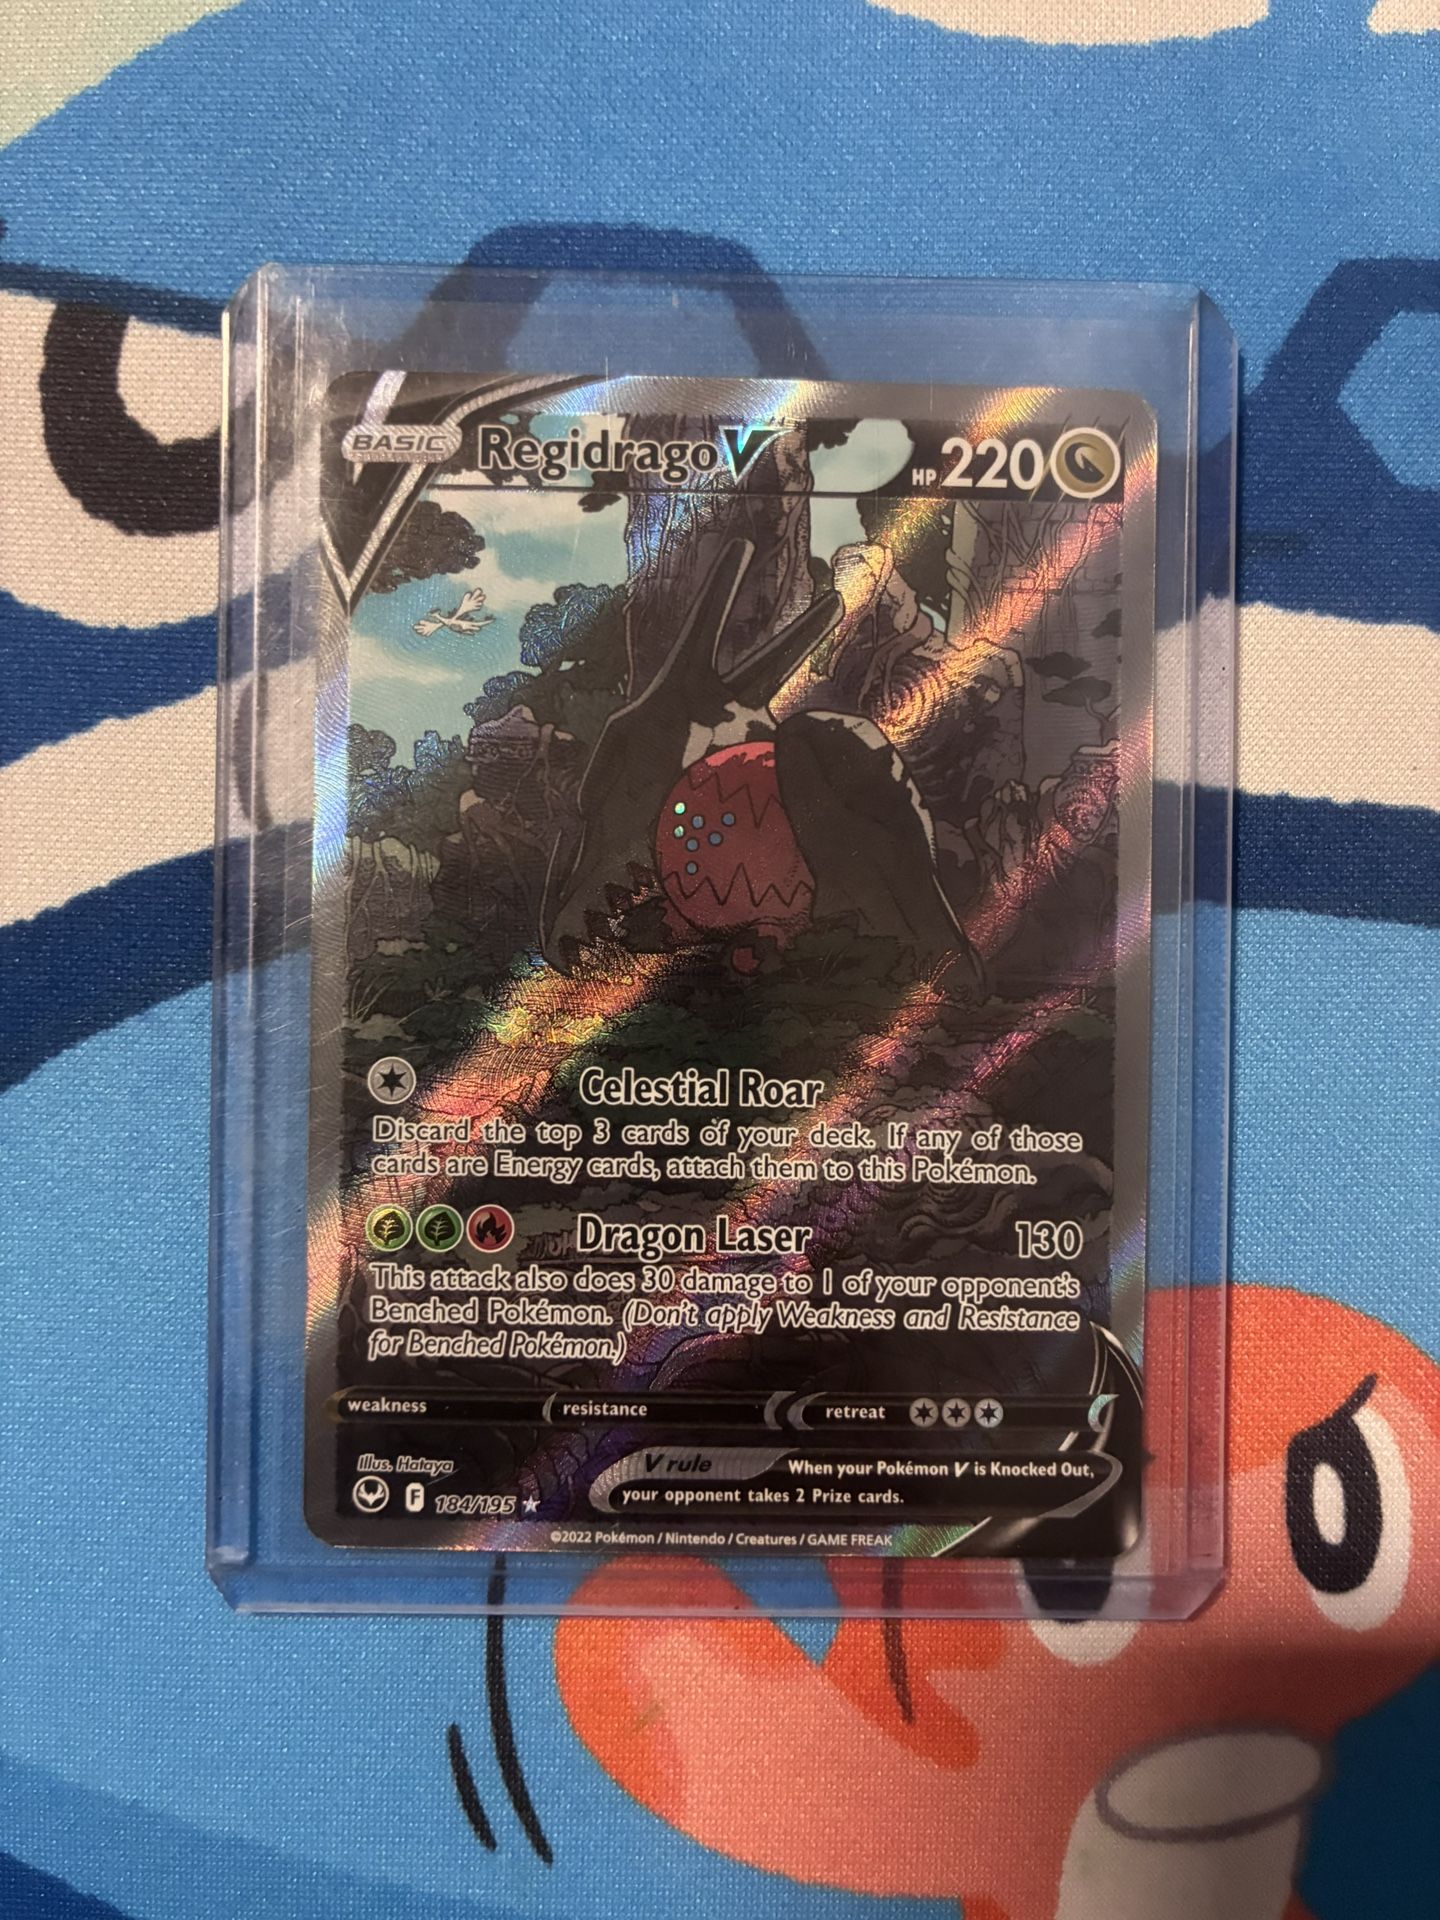 BASIC Regidrago V HP 220
Celestial Roar
Discard the top 3 cards of your deck. If any of those
cards are Energy cards, attach them to this Pokémon.
Dragon Laser 130
This attack also does 30 damage to 1 of your opponent's
Benched Pokémon. (Don't apply Weakness and Resistance
for Benched Pokémon.)
weakness resistance retreat
Illus. Hataya
V rule When your Pokémon V is Knocked Out,
F 184/195 your opponent takes 2 Prize cards.
©2022 Pokémon / Nintendo / Creatures / GAME FREAK